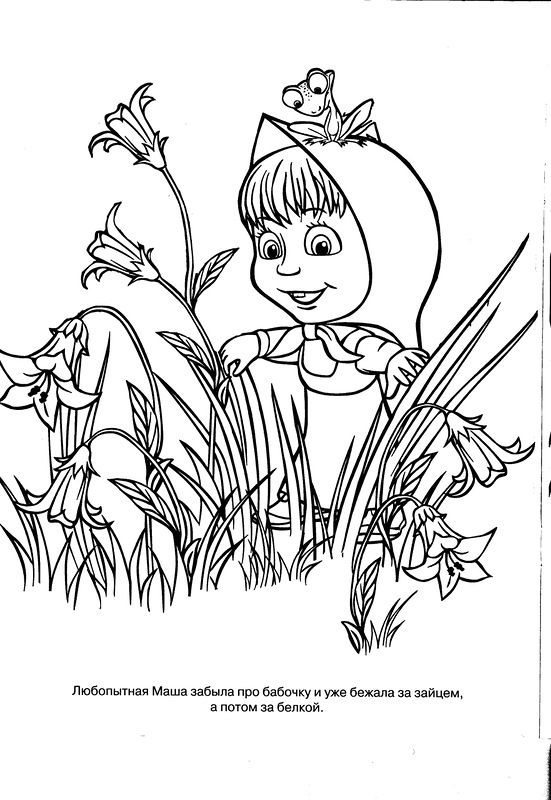 Любопытная Маша забыла про бабочку и уже бежала за зайцем,
а потом за белкой.